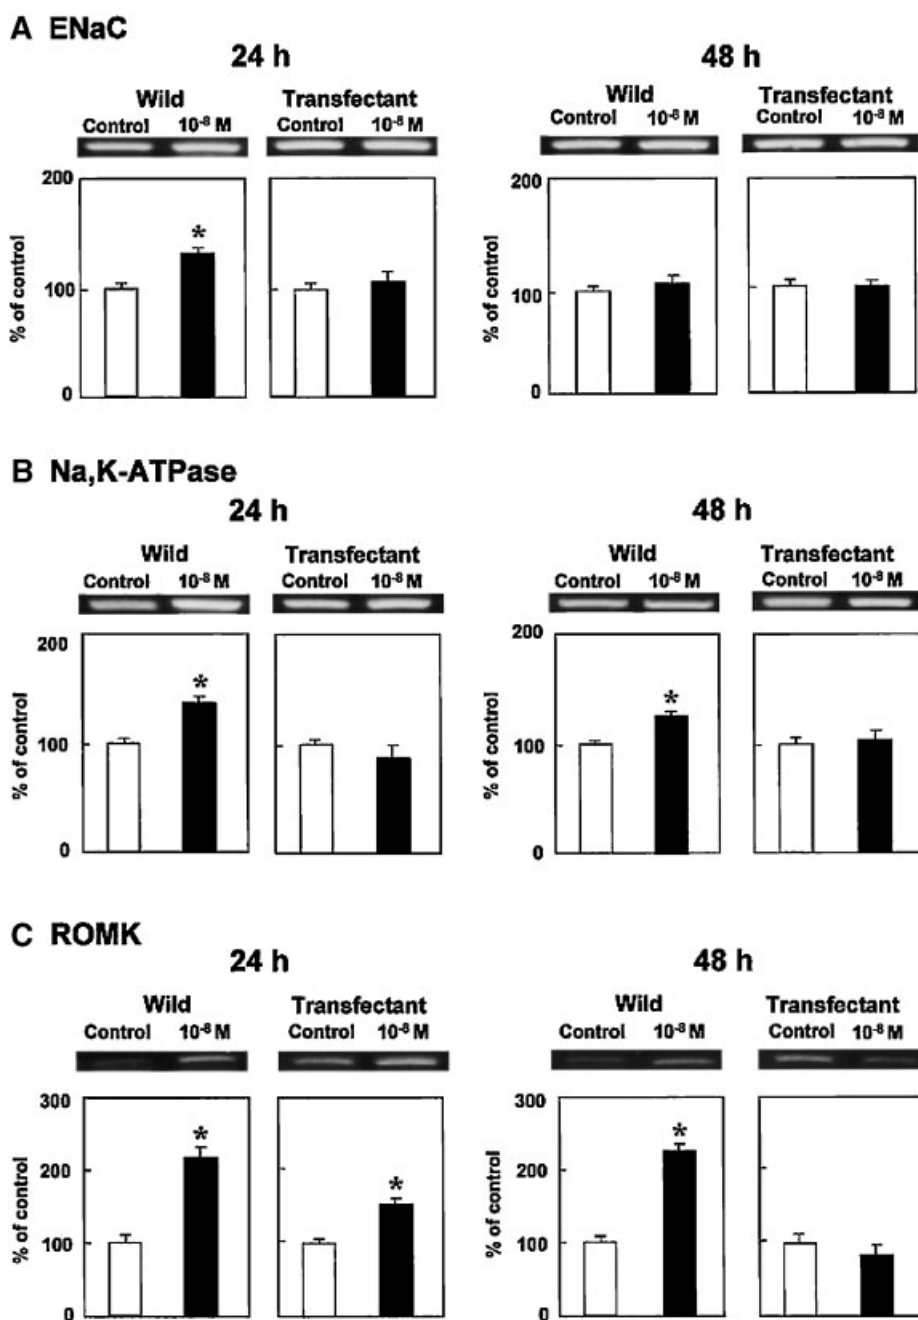 A ENaC
24 h 48 h
Wild Transfectant Wild Transfectant
Control 10⁻⁸ M Control 10⁻⁸ M Control 10⁻⁸ M Control 10⁻⁸ M
200 200
*
% of control 100 % of control 100
0 0
B Na,K-ATPase
24 h 48 h
Wild Transfectant Wild Transfectant
Control 10⁻⁸ M Control 10⁻⁸ M Control 10⁻⁸ M Control 10⁻⁸ M
200 200
* *
% of control 100 % of control 100
0 0
C ROMK
24 h 48 h
Wild Transfectant Wild Transfectant
Control 10⁻⁸ M Control 10⁻⁸ M Control 10⁻⁸ M Control 10⁻⁸ M
300 300
* * *
200 200
% of control 100 % of control 100
0 0